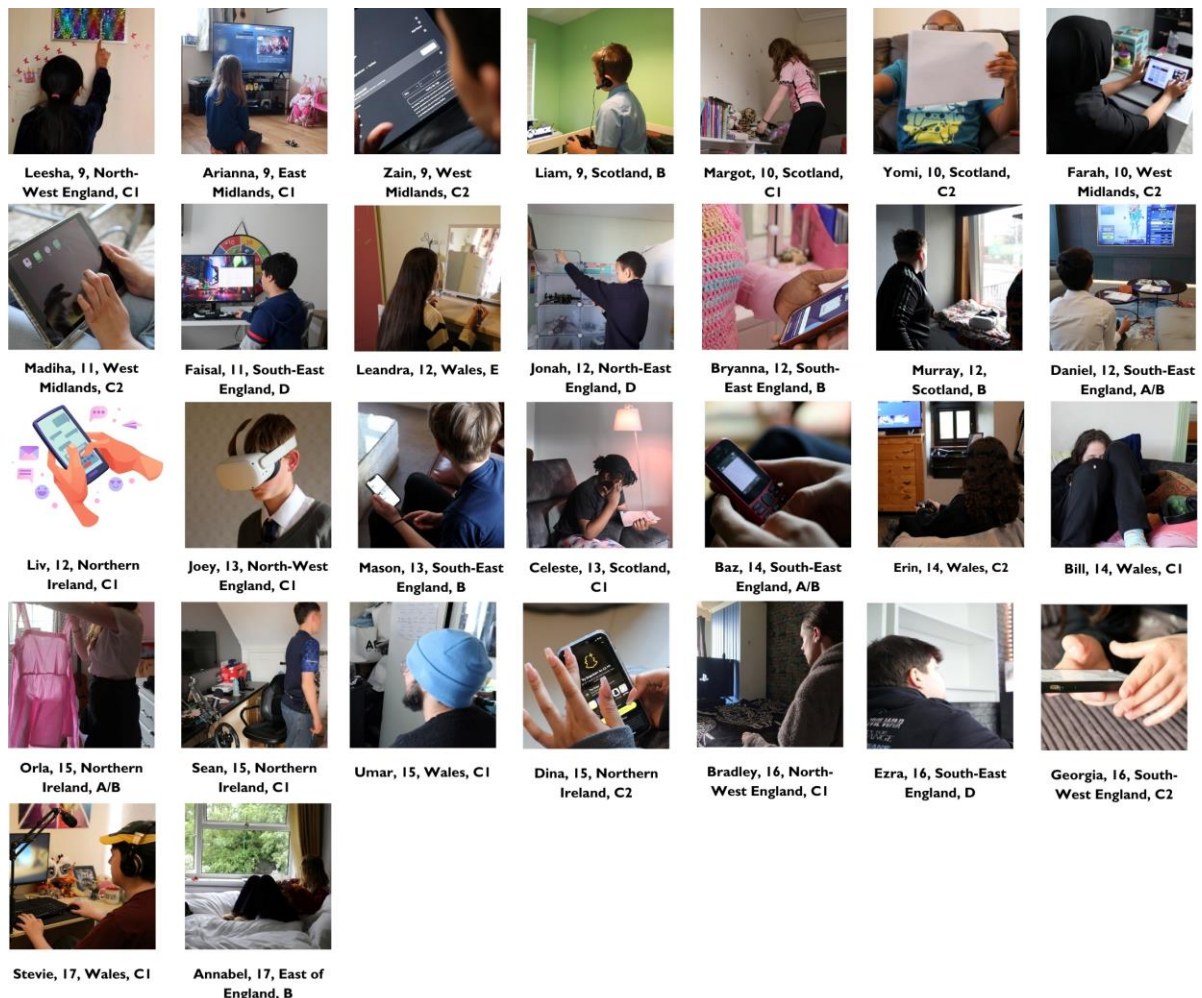 Leesha, 9, North-
West England, C1
Arianna, 9, East
Midlands, C1
Zain, 9, West
Midlands, C2
Liam, 9, Scotland, B
Margot, 10, Scotland,
C1
Yomi, 10, Scotland,
C2
Farah, 10, West
Midlands, C2
Madiha, 11, West
Midlands, C2
Faisal, 11, South-East
England, D
Leandra, 12, Wales, E
Jonah, 12, North-East
England, D
Bryanna, 12, South-
East England, B
Murray, 12,
Scotland, B
Daniel, 12, South-East
England, A/B
Liv, 12, Northern
Ireland, C1
Joey, 13, North-West
England, C1
Mason, 13, South-East
England, B
Celeste, 13, Scotland,
C1
Baz, 14, South-East
England, A/B
Erin, 14, Wales, C2
Bill, 14, Wales, C1
Orla, 15, Northern
Ireland, A/B
Sean, 15, Northern
Ireland, C1
Umar, 15, Wales, C1
Dina, 15, Northern
Ireland, C2
Bradley, 16, North-
West England, C1
Ezra, 16, South-East
England, D
Georgia, 16, South-
West England, C2
Stevie, 17, Wales, C1
Annabel, 17, East of
England, B